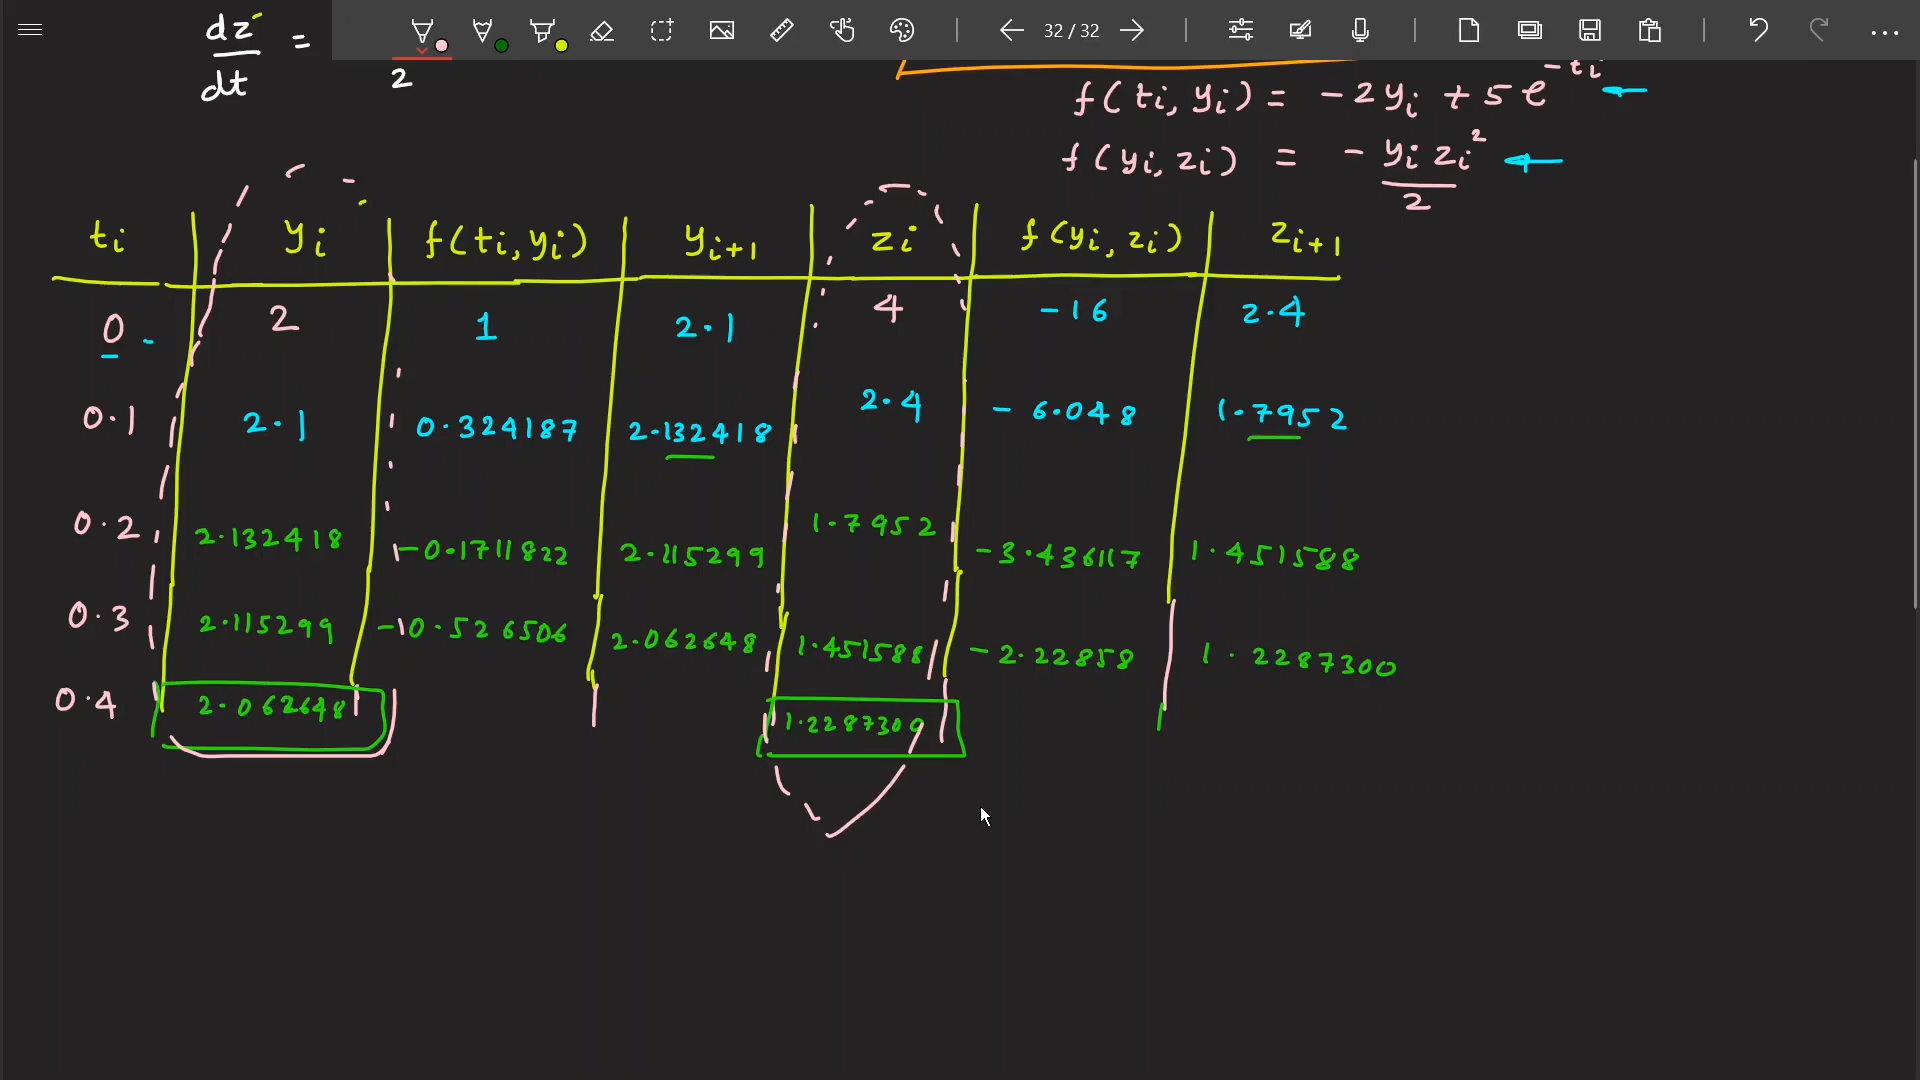 dz/dt =
2
32 / 32
f(ti, yi) = -2yi + 5e^-ti
f(yi, zi) = - yi zi²/2
ti yi f(ti, yi) yi+1 zi f(yi, zi) zi+1
0 2 1 2.1 4 -16 2.4
0.1 2.1 0.324187 2.132418 2.4 -6.048 1.7952
0.2 2.132418 -0.1711822 2.115299 1.7952 -3.436117 1.451588
0.3 2.115299 -0.526506 2.062648 1.451588 -2.22858 1.2287300
0.4 2.062648 1.2287300